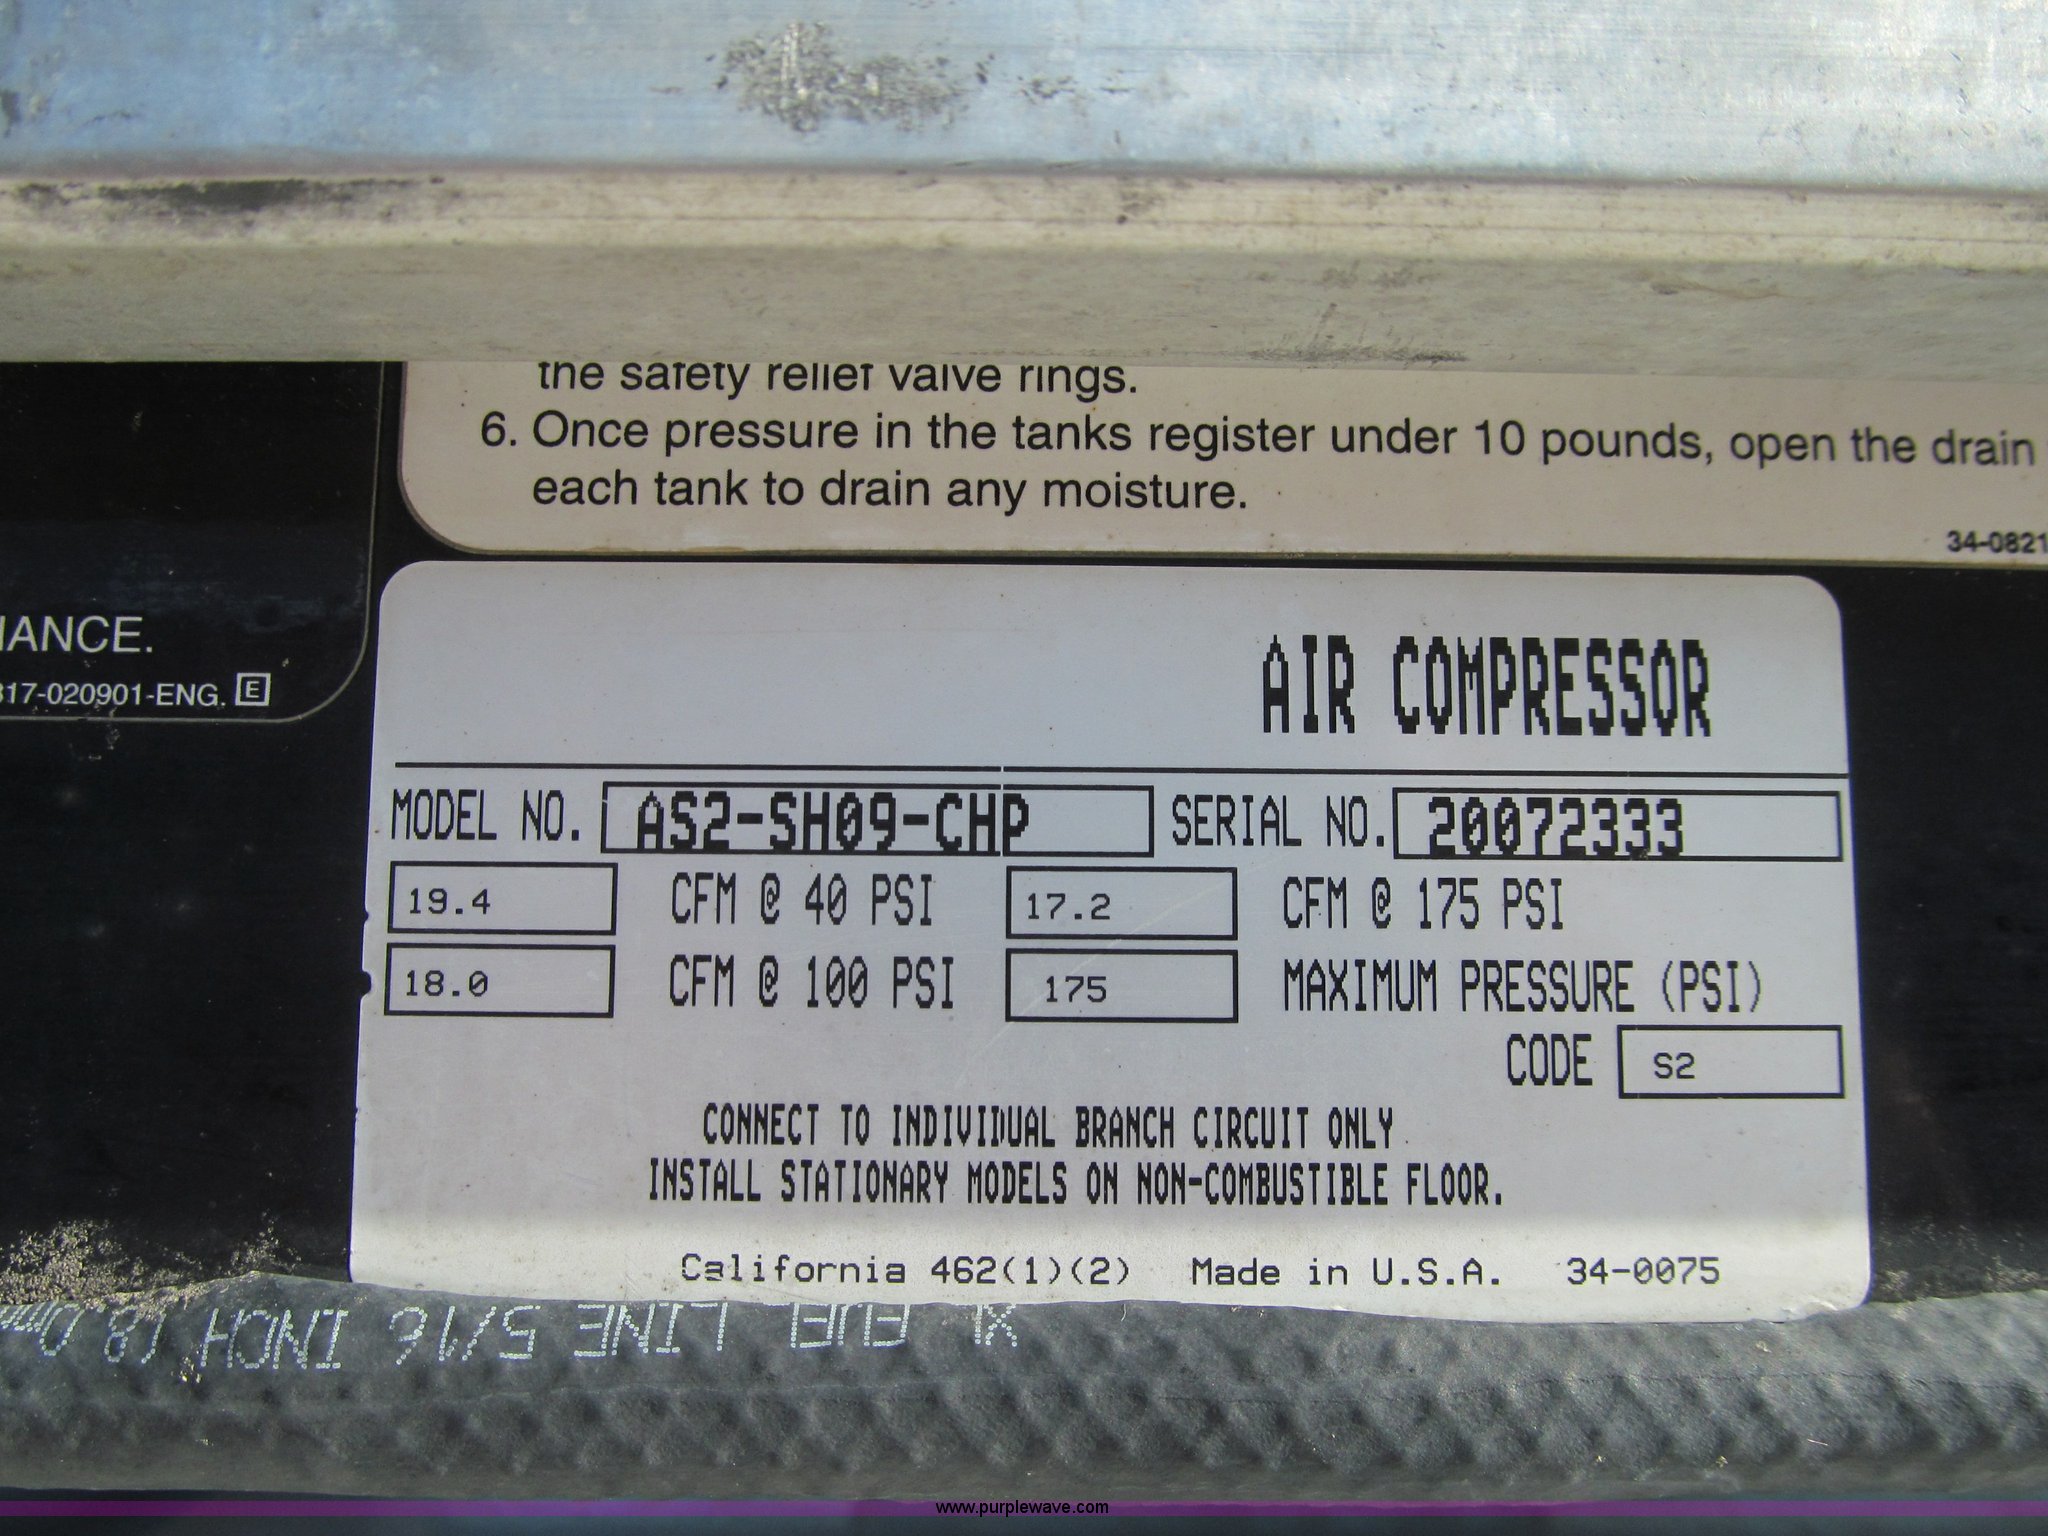 the safety relief valve rings.
6. Once pressure in the tanks register under 10 pounds, open the drain
each tank to drain any moisture.
34-0821
IANCE.
317-020901-ENG. E
AIR COMPRESSOR
MODEL NO. AS2-SH09-CHP SERIAL NO. 20072333
19.4 CFM @ 40 PSI 17.2 CFM @ 175 PSI
18.0 CFM @ 100 PSI 175 MAXIMUM PRESSURE (PSI)
CODE S2
CONNECT TO INDIVIDUAL BRANCH CIRCUIT ONLY
INSTALL STATIONARY MODELS ON NON-COMBUSTIBLE FLOOR.
California 462(1)(2) Made in U.S.A. 34-0075
XL FUEL LINE 5/16 INCH (8.0mm
www.purplewave.com